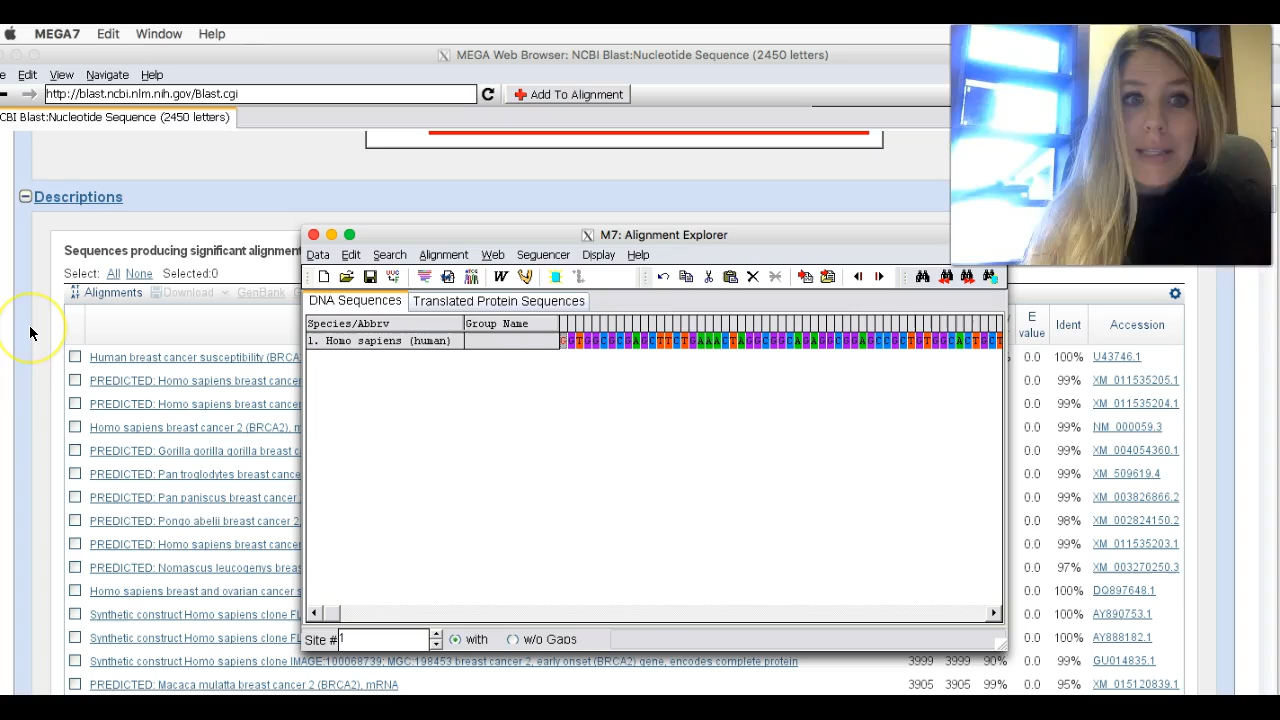 MEGA7 Edit Window Help
MEGA Web Browser: NCBI Blast:Nucleotide Sequence (2450 letters)
Edit View Navigate Help
http://blast.ncbi.nlm.nih.gov/Blast.cgi
Add To Alignment
CBI Blast:Nucleotide Sequence (2450 letters)
Descriptions
Sequences producing significant alignment
Select: All None Selected:0
Alignments Download GenBank
M7: Alignment Explorer
Data Edit Search Alignment Web Sequencer Display Help
W
DNA Sequences Translated Protein Sequences
Species/Abbrv Group Name
1. Homo sapiens (human) GGTGGCGCGAGCTTCTGAAACTAGGCGGCAGAGGCGGAGCCGCTGTGGCACTGCT
Site # 1 with w/o Gaps
E value Ident Accession
Human breast cancer susceptibility (BRCA 0.0 100% U43746.1
PREDICTED: Homo sapiens breast cance 0.0 99% XM_011535205.1
PREDICTED: Homo sapiens breast cance 0.0 99% XM_011535204.1
Homo sapiens breast cancer 2 (BRCA2), m 0.0 99% NM_000059.3
PREDICTED: Gorilla gorilla gorilla breast c 0.0 99% XM_004054360.1
PREDICTED: Pan troglodytes breast cance 0.0 99% XM_509619.4
PREDICTED: Pan paniscus breast cancer 0.0 99% XM_003826866.2
PREDICTED: Pongo abelii breast cancer 2 0.0 98% XM_002824150.2
PREDICTED: Homo sapiens breast cance 0.0 99% XM_011535203.1
PREDICTED: Nomascus leucogenys breas 0.0 97% XM_003270250.3
Homo sapiens breast and ovarian cancer s 0.0 100% DQ897648.1
Synthetic construct Homo sapiens clone FL 0.0 100% AY890753.1
Synthetic construct Homo sapiens clone FL 0.0 100% AY888182.1
Synthetic construct Homo sapiens clone IMAGE:100068739; MGC:198453 breast cancer 2, early onset (BRCA2) gene, encodes complete protein 3999 3999 90% 0.0 99% GU014835.1
PREDICTED: Macaca mulatta breast cancer 2 (BRCA2), mRNA 3905 3905 99% 0.0 95% XM_015120839.1